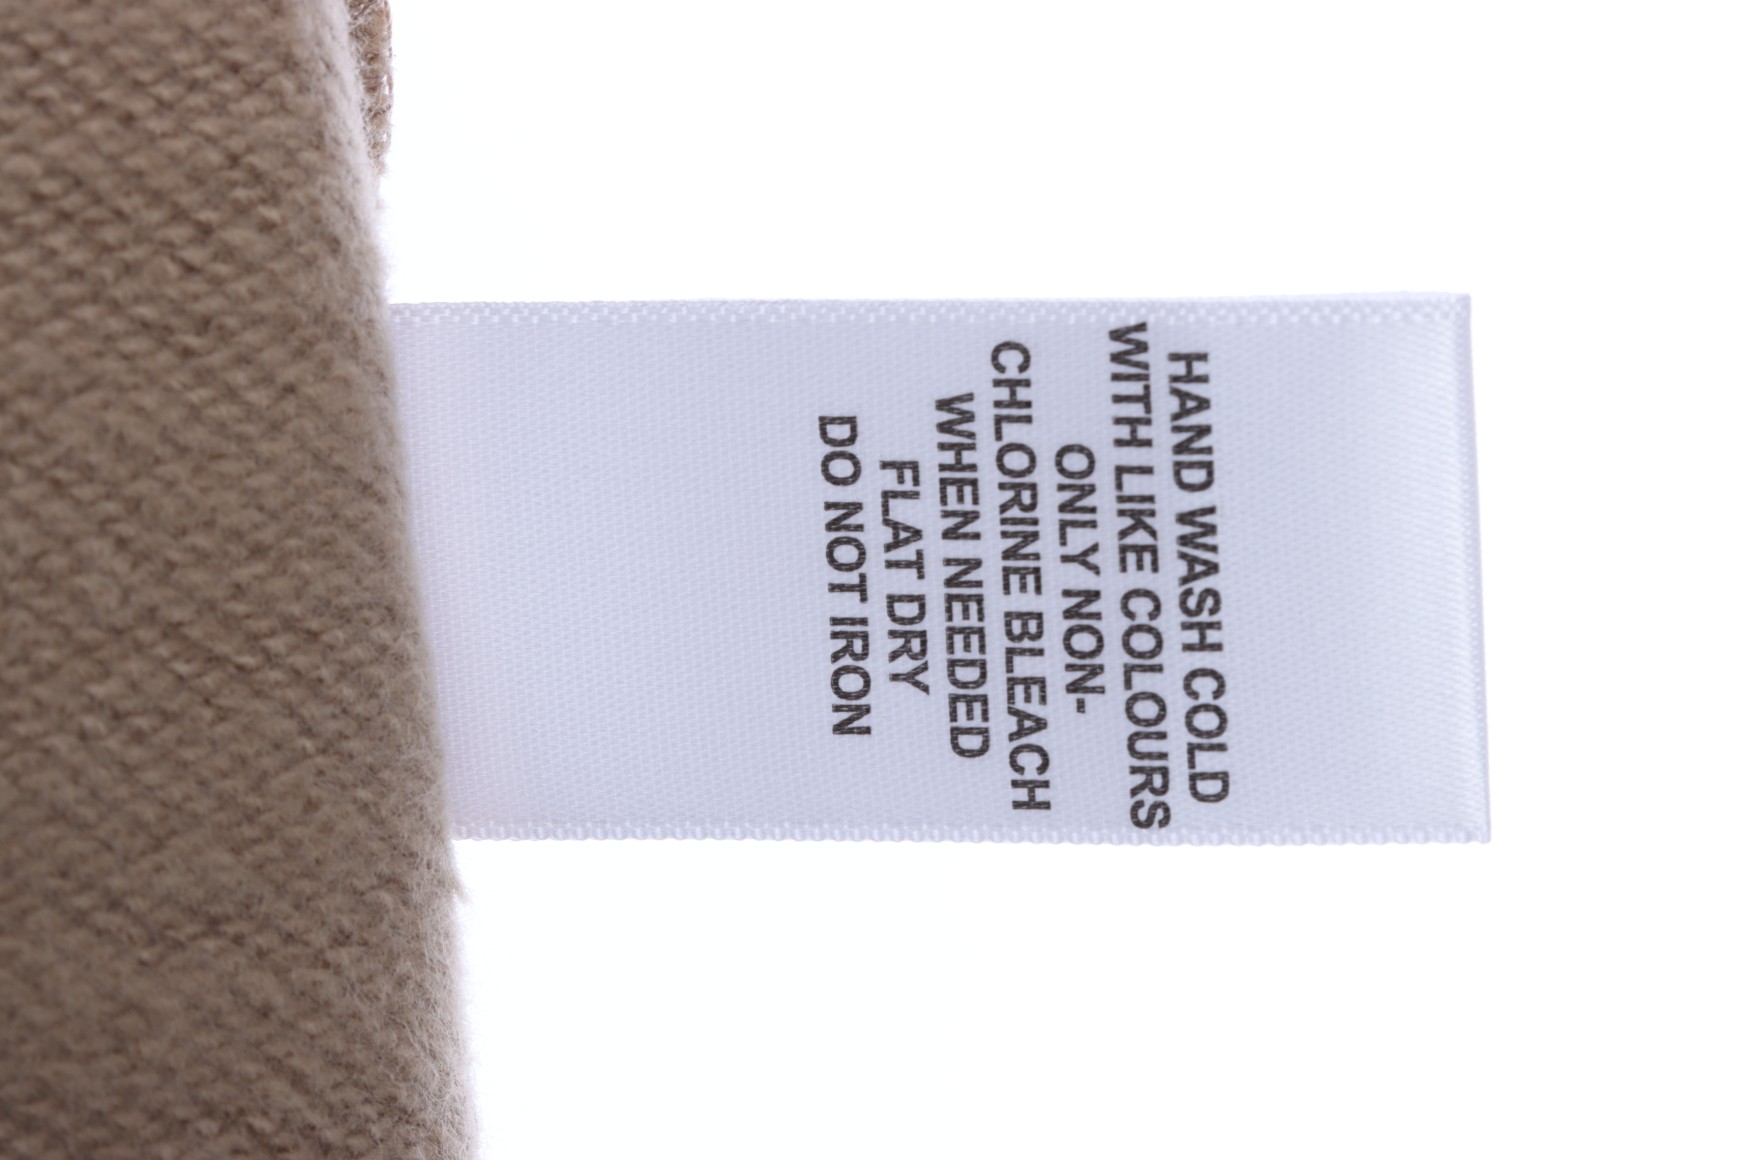 HAND WASH COLD
WITH LIKE COLOURS
ONLY NON-
CHLORINE BLEACH
WHEN NEEDED
FLAT DRY
DO NOT IRON